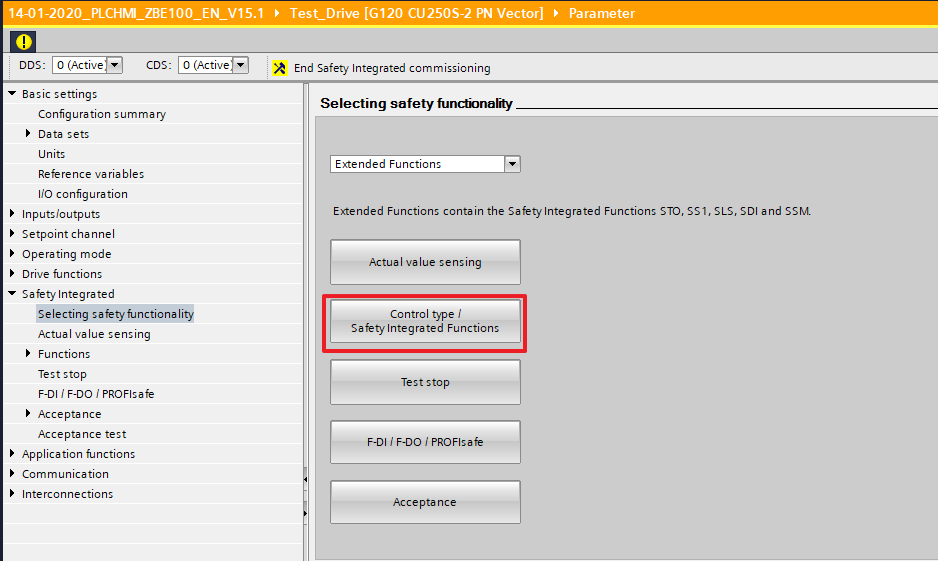 14-01-2020_PLCHMI_ZBE100_EN_V15.1 Test_Drive [G120 CU250S-2 PN Vector] Parameter
DDS: 0 (Active) CDS: 0 (Active) End Safety Integrated commissioning
Basic settings
Configuration summary
Data sets
Units
Reference variables
I/O configuration
Inputs/outputs
Setpoint channel
Operating mode
Drive functions
Safety Integrated
Selecting safety functionality
Actual value sensing
Functions
Test stop
F-DI / F-DO / PROFIsafe
Acceptance
Acceptance test
Application functions
Communication
Interconnections
Selecting safety functionality
Extended Functions
Extended Functions contain the Safety Integrated Functions STO, SS1, SLS, SDI and SSM.
Actual value sensing
Control type /
Safety Integrated Functions
Test stop
F-DI / F-DO / PROFIsafe
Acceptance